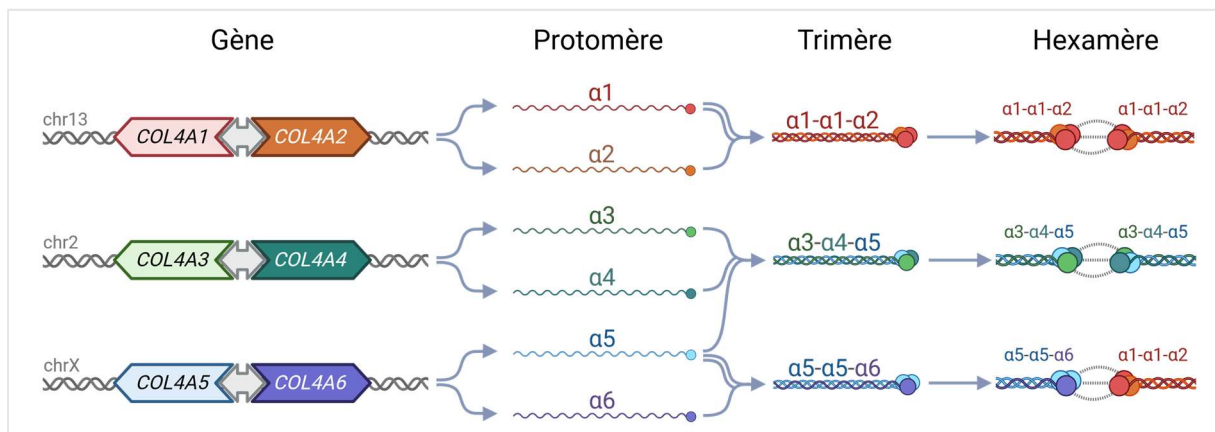 Gène Protomère Trimère Hexamère
chr13
COL4A1 COL4A2
α1
α2
α1-α1-α2
α1-α1-α2 α1-α1-α2
chr2
COL4A3 COL4A4
α3
α4
α3-α4-α5
α3-α4-α5 α3-α4-α5
chrX
COL4A5 COL4A6
α5
α6
α5-α5-α6
α5-α5-α6 α1-α1-α2